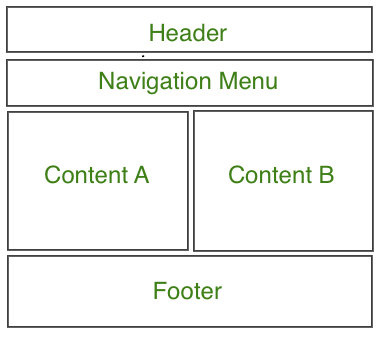 Header
Navigation Menu
Content A
Content B
Footer